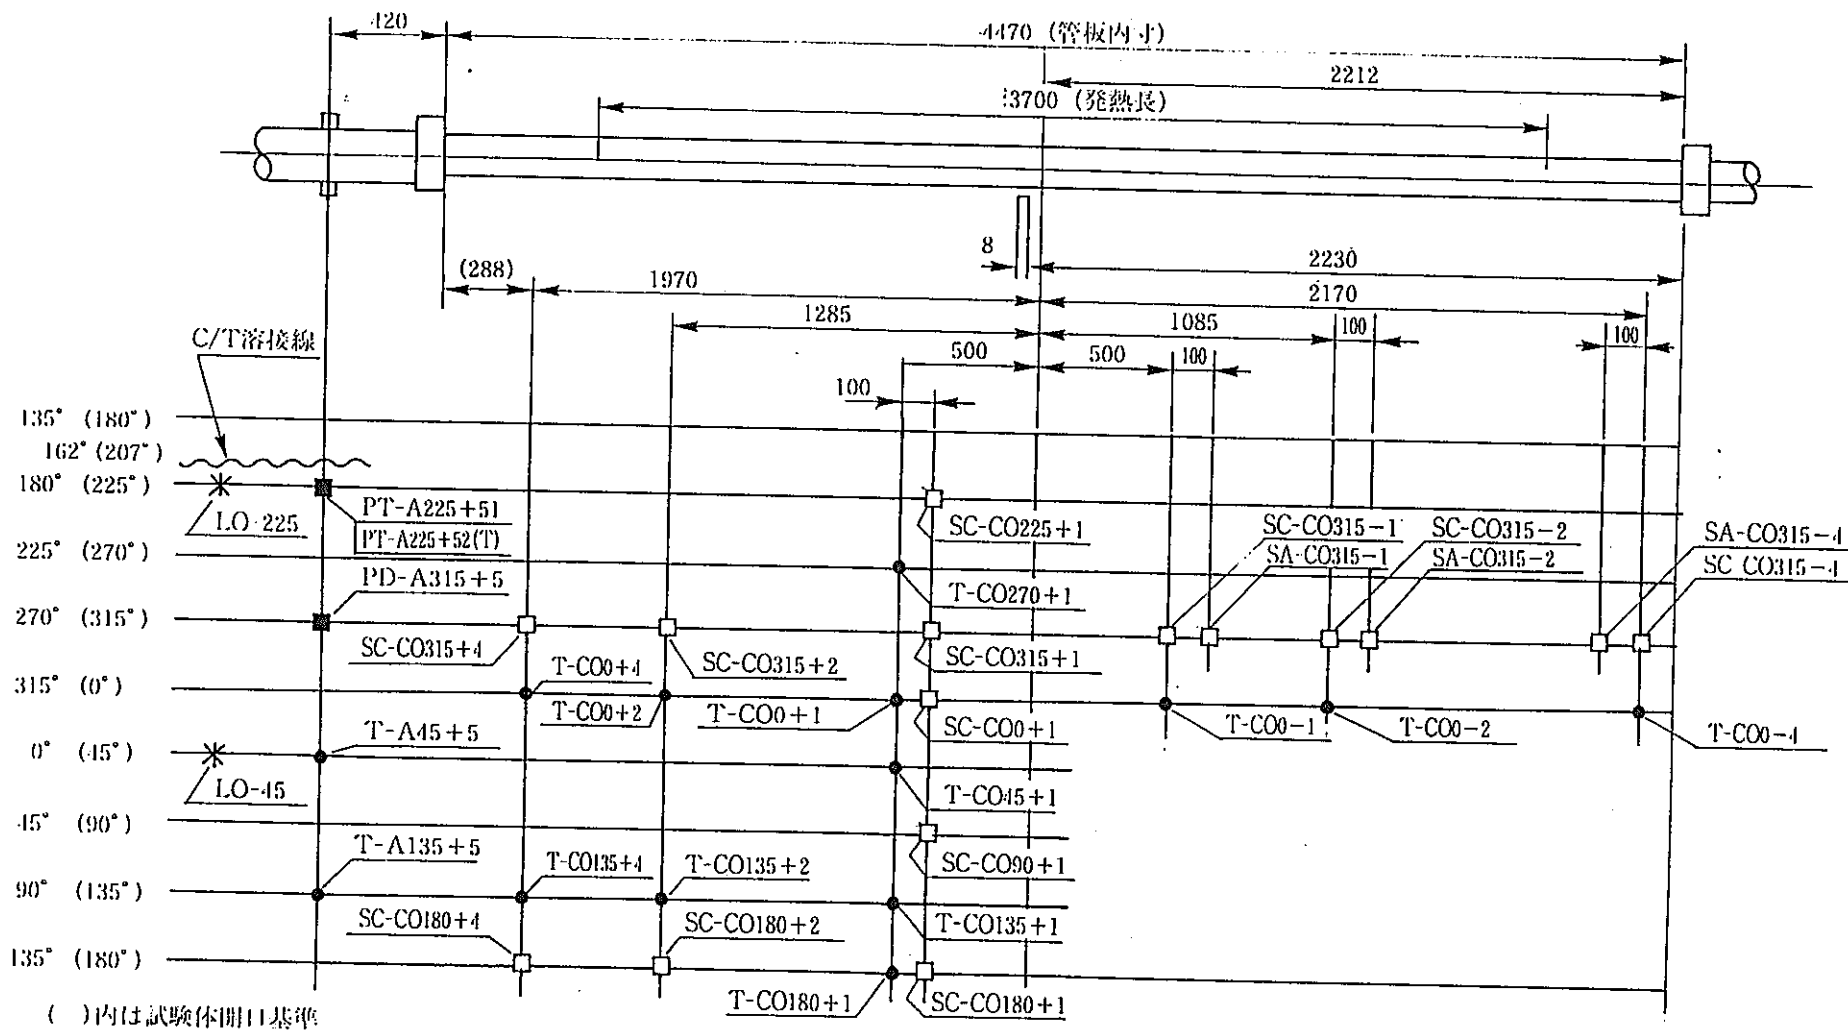 420
4470 (管板内寸)
2212
3700 (発熱長)
8
2230
(288)
1970
2170
1285
1085
100
100
500
500
100
100
C/T溶接線
135° (180°)
162° (207°)
180° (225°)
PT-A225+51
LO-225
PT-A225+52(T)
SC-CO225+1
SC-CO315-1
SC-CO315-2
SA-CO315-4
SA-CO315-1
SA-CO315-2
SC CO315-4
225° (270°)
PD-A315+5
T-CO270+1
270° (315°)
SC-CO315+4
SC-CO315+2
SC-CO315+1
315° (0°)
T-CO0+4
T-CO0+2
T-CO0+1
SC-CO0+1
T-CO0-1
T-CO0-2
T-CO0-4
0° (45°)
T-A45+5
LO-45
T-CO45+1
45° (90°)
SC-CO90+1
T-A135+5
T-CO135+4
T-CO135+2
90° (135°)
SC-CO180+4
SC-CO180+2
T-CO135+1
135° (180°)
T-CO180+1
SC-CO180+1
( )内は試験体開口基準